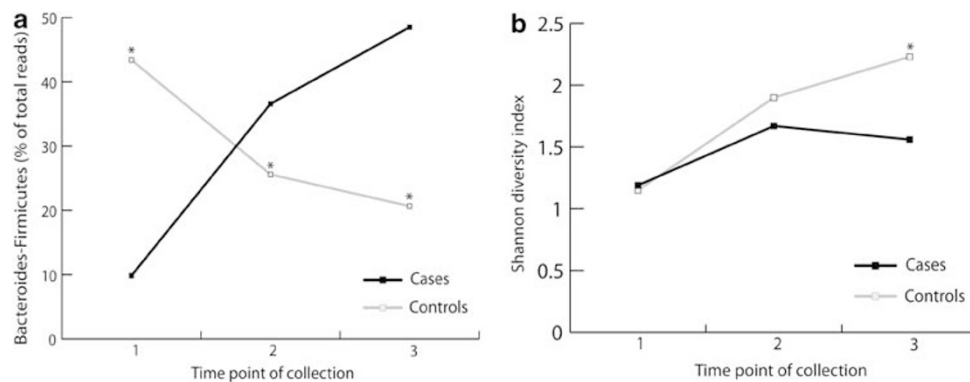 a
Bacteroides-Firmicutes (% of total reads)
50
40
30
20
10
0
*
*
*
Cases
Controls
1
2
3
Time point of collection
b
Shannon diversity index
2.5
2
1.5
1
0.5
0
*
Cases
Controls
1
2
3
Time point of collection